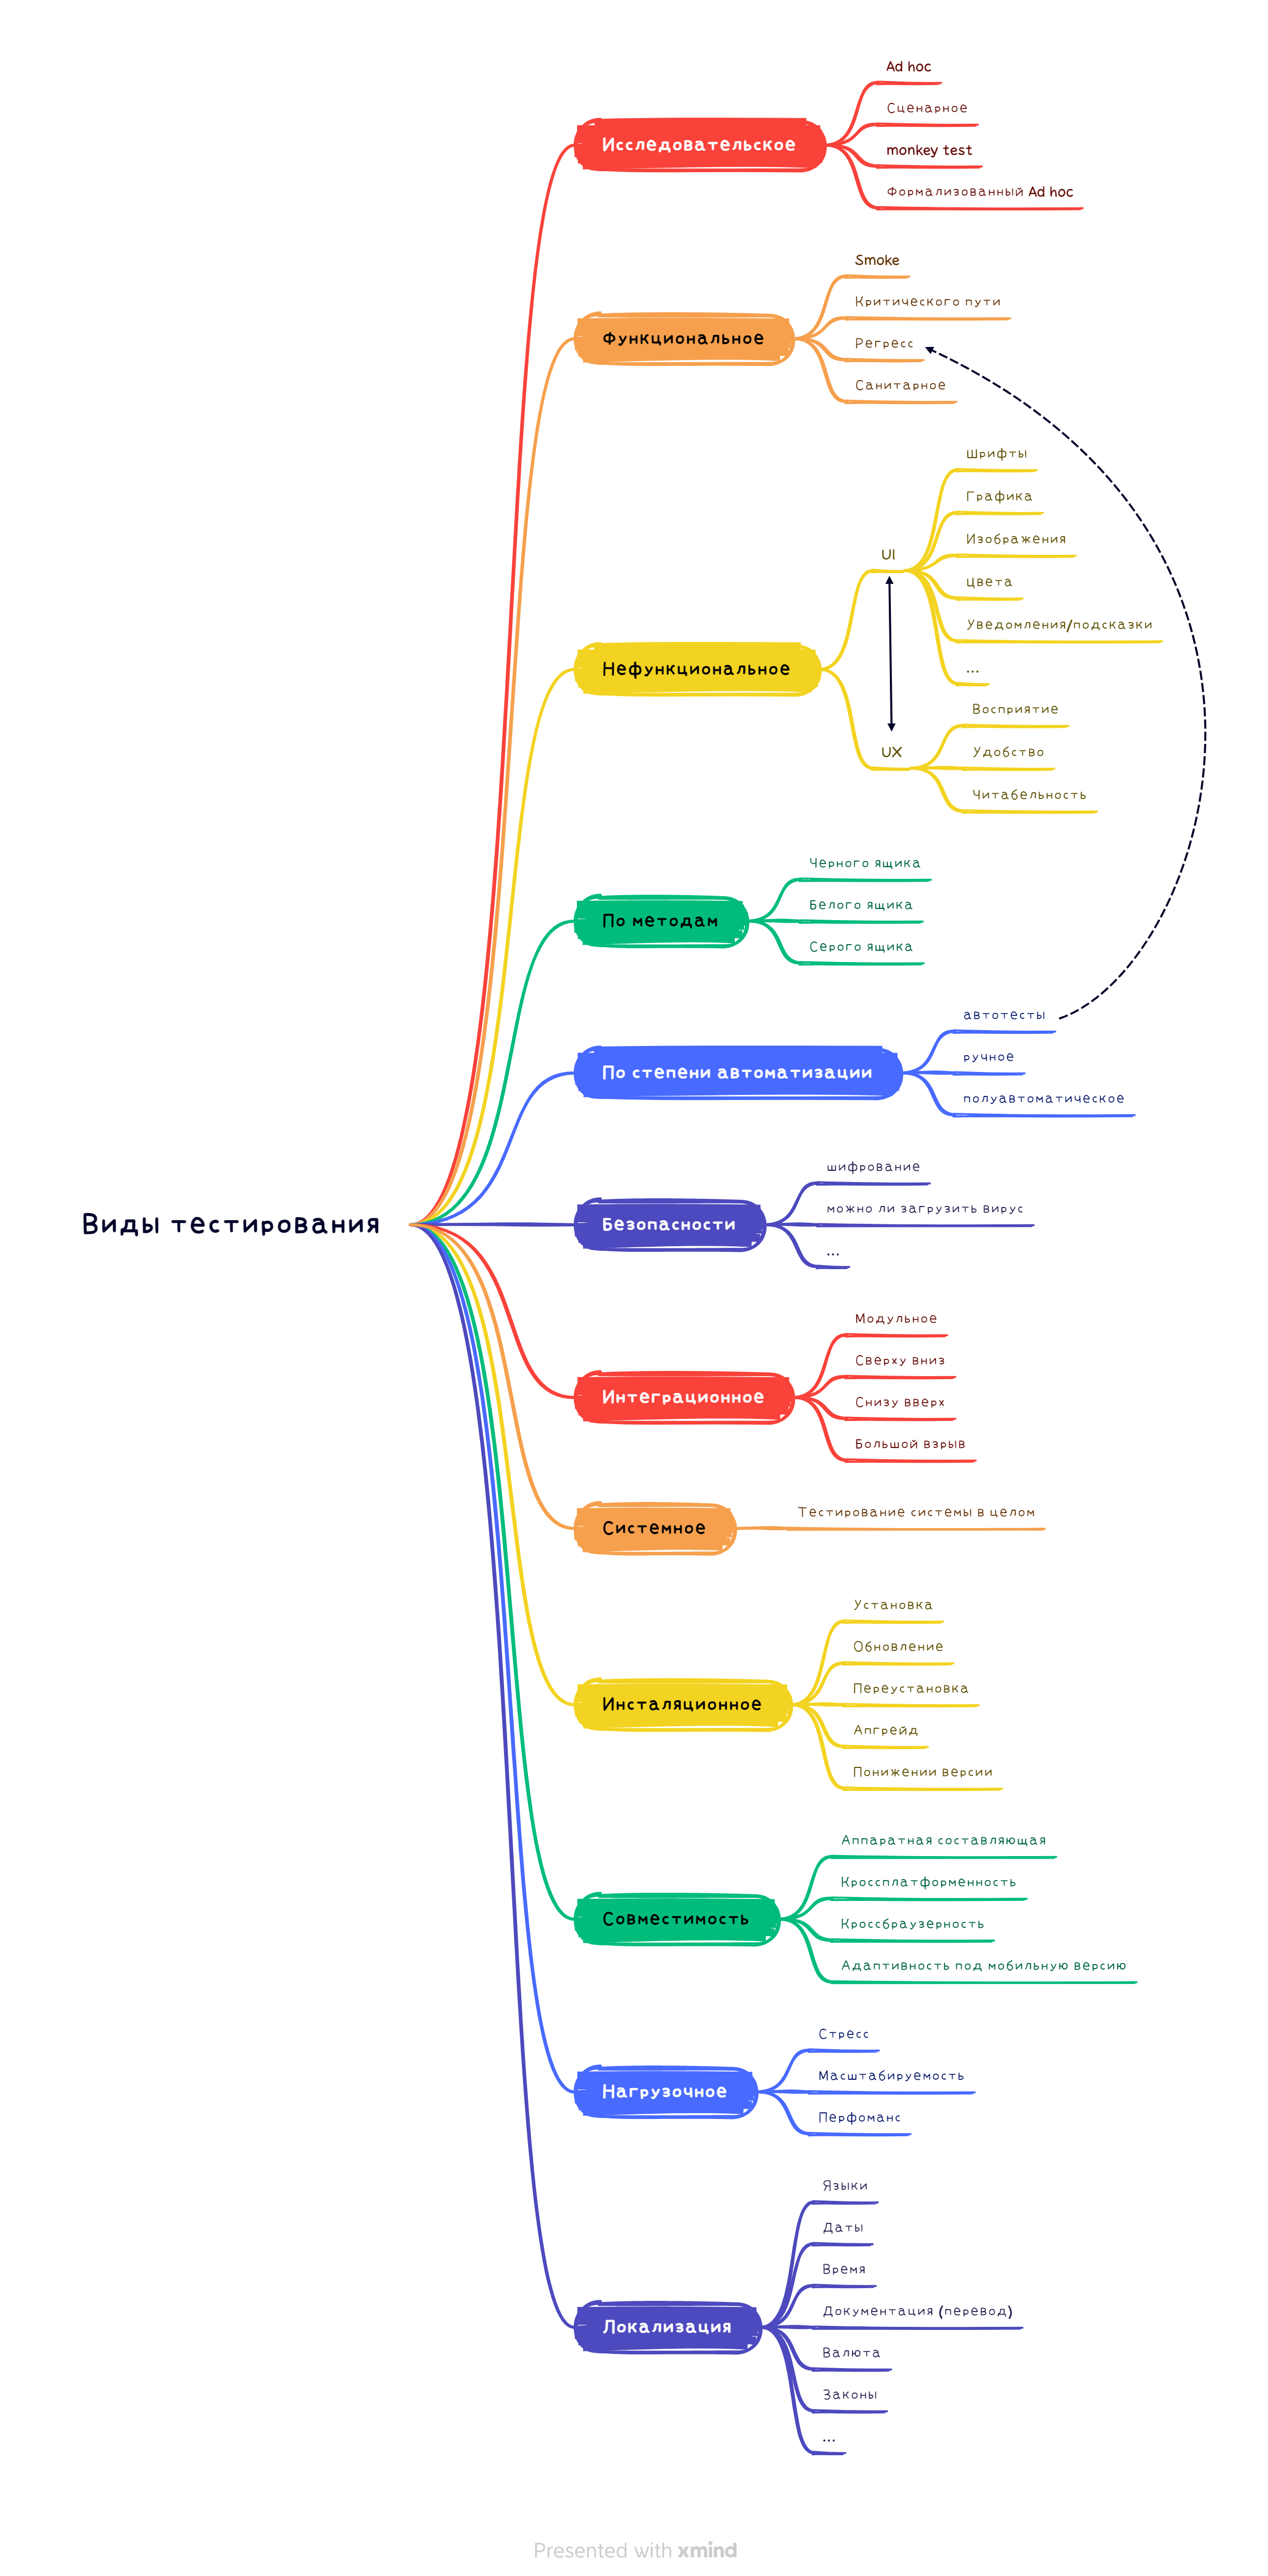 Виды тестирования
Исследовательское
Ad hoc
Сценарное
monkey test
Формализованный Ad hoc
Функциональное
Smoke
Критического пути
Регресс
Санитарное
Нефункциональное
UI
Шрифты
Графика
Изображения
цвета
Уведомления/подсказки
...
UX
Восприятие
Удобство
Читабельность
По методам
Черного ящика
Белого ящика
Серого ящика
По степени автоматизации
автотесты
ручное
полуавтоматическое
Безопасности
шифрование
можно ли загрузить вирус
...
Интеграционное
Модульное
Сверху вниз
Снизу вверх
Большой взрыв
Системное
Тестирование системы в целом
Инсталяционное
Установка
Обновление
Переустановка
Апгрейд
Понижении версии
Совместимость
Аппаратная составляющая
Кроссплатформенность
Кроссбраузерность
Адаптивность под мобильную версию
Нагрузочное
Стресс
Масштабируемость
Перфоманс
Локализация
Языки
Даты
Время
Документация (перевод)
Валюта
Законы
...
Presented with xmind